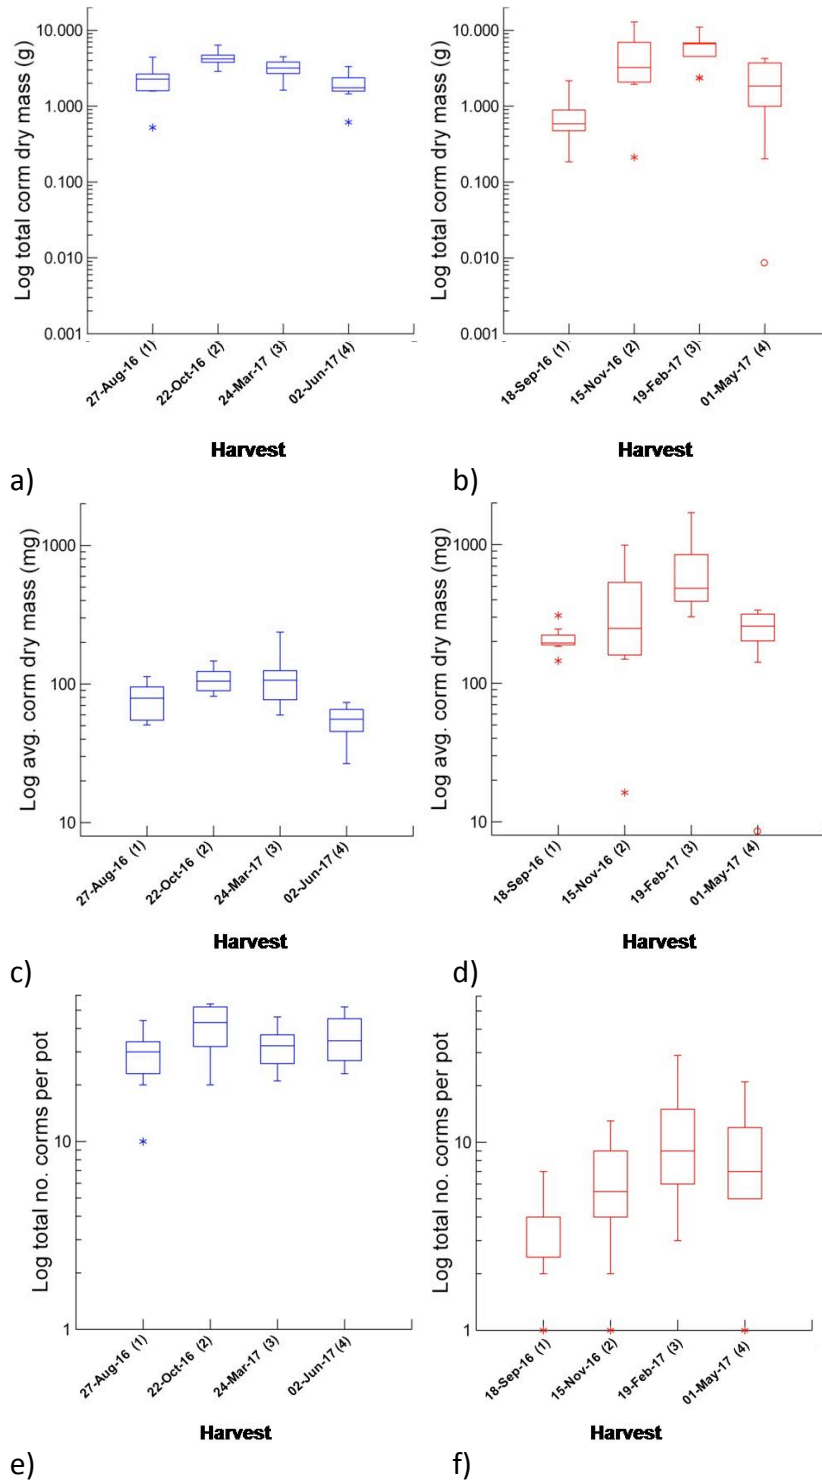 Log total corm dry mass (g)
10.000
1.000
0.100
0.010
0.001
27-Aug-16 (1)
22-Oct-16 (2)
24-Mar-17 (3)
02-Jun-17 (4)
Harvest
a)
Log total corm dry mass (g)
10.000
1.000
0.100
0.010
0.001
18-Sep-16 (1)
15-Nov-16 (2)
19-Feb-17 (3)
01-May-17 (4)
Harvest
b)
Log avg. corm dry mass (mg)
1000
100
10
27-Aug-16 (1)
22-Oct-16 (2)
24-Mar-17 (3)
02-Jun-17 (4)
Harvest
c)
Log avg. corm dry mass (mg)
1000
100
10
18-Sep-16 (1)
15-Nov-16 (2)
19-Feb-17 (3)
01-May-17 (4)
Harvest
d)
Log total no. corms per pot
10
1
27-Aug-16 (1)
22-Oct-16 (2)
24-Mar-17 (3)
02-Jun-17 (4)
Harvest
e)
Log total no. corms per pot
10
1
18-Sep-16 (1)
15-Nov-16 (2)
19-Feb-17 (3)
01-May-17 (4)
Harvest
f)